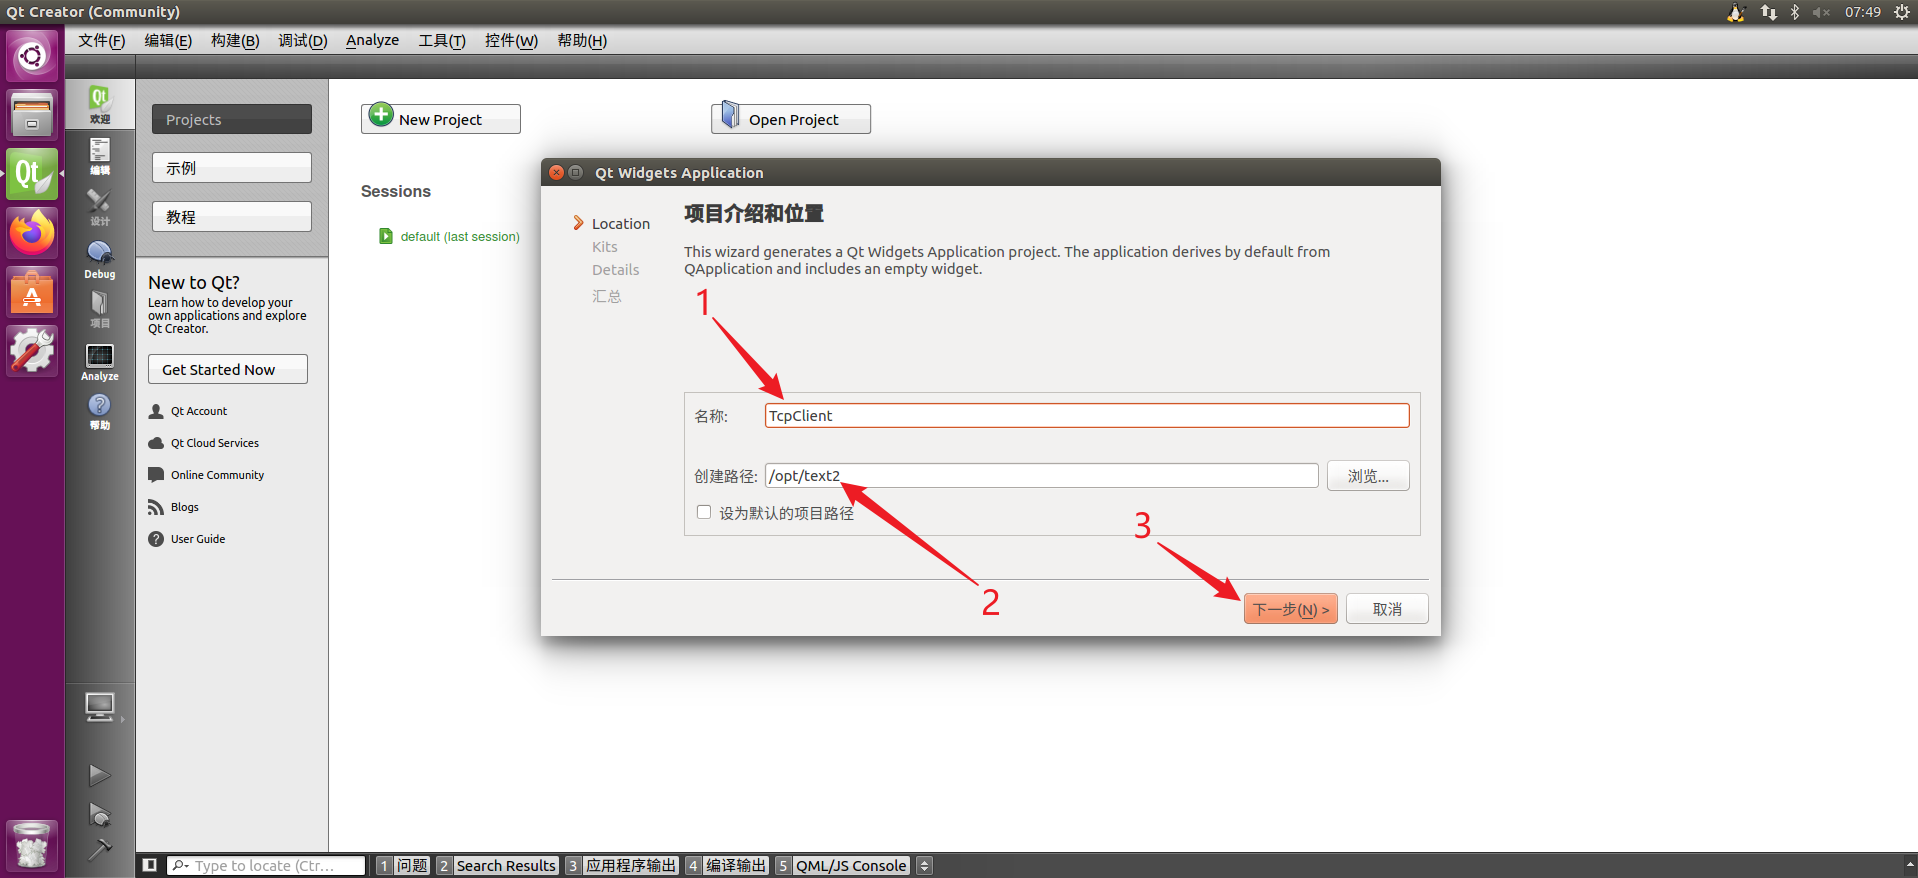 Qt Creator (Community)
07:49
文件(F) 编辑(E) 构建(B) 调试(D) Analyze 工具(T) 控件(W) 帮助(H)
Qt
欢迎
编辑
设计
Debug
项目
Analyze
帮助
Projects
示例
教程
New to Qt?
Learn how to develop your
own applications and explore
Qt Creator.
Get Started Now
Qt Account
Qt Cloud Services
Online Community
Blogs
User Guide
New Project
Open Project
Sessions
default (last session)
Qt Widgets Application
Location
Kits
Details
汇总
项目介绍和位置
This wizard generates a Qt Widgets Application project. The application derives by default from
QApplication and includes an empty widget.
1
名称: TcpClient
创建路径: /opt/text2 浏览...
设为默认的项目路径
3
2
下一步(N) > 取消
Type to locate (Ctr... 1 问题 2 Search Results 3 应用程序输出 4 编译输出 5 QML/JS Console